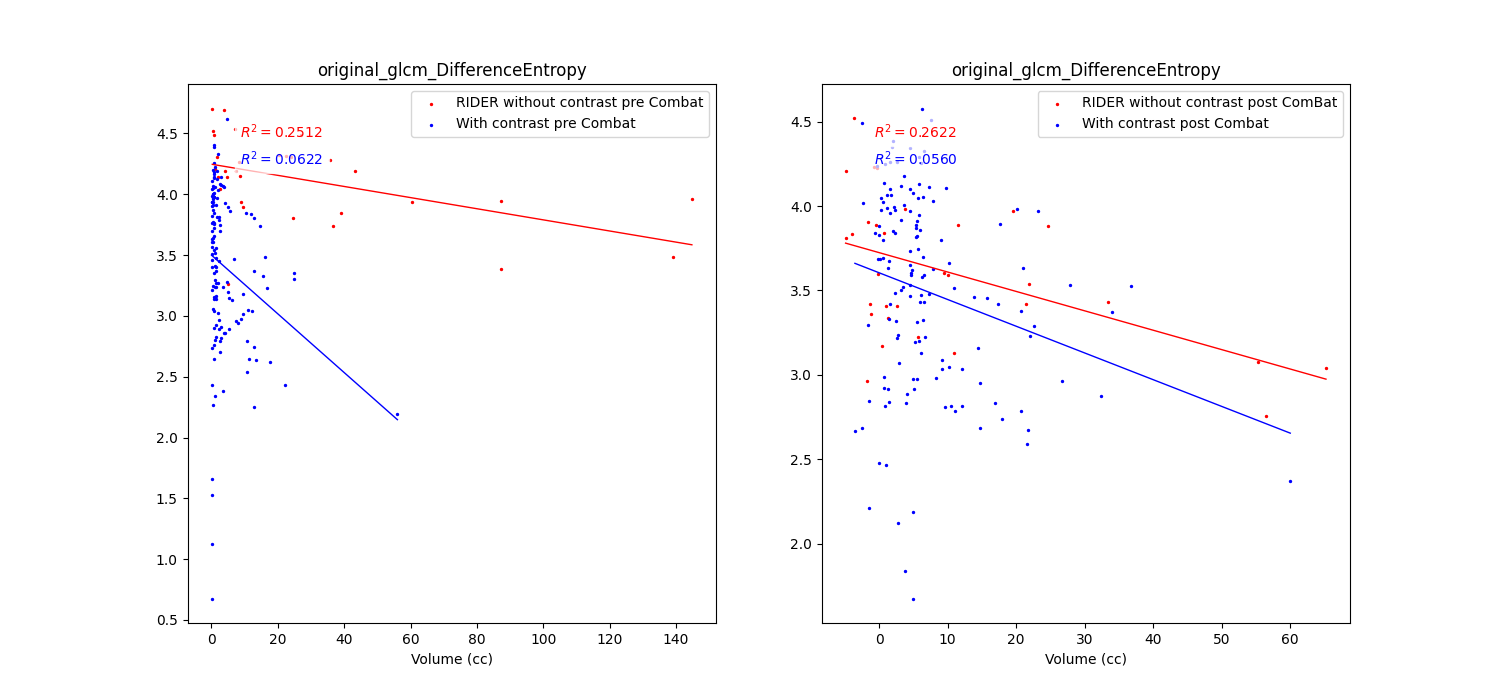 original_glcm_DifferenceEntropy
RIDER without contrast pre Combat
With contrast pre Combat
R² = 0.2512
R² = 0.0622
4.5
4.0
3.5
3.0
2.5
2.0
1.5
1.0
0.5
0 20 40 60 80 100 120 140
Volume (cc)
original_glcm_DifferenceEntropy
RIDER without contrast post ComBat
With contrast post Combat
R² = 0.2622
R² = 0.0560
4.5
4.0
3.5
3.0
2.5
2.0
0 10 20 30 40 50 60
Volume (cc)